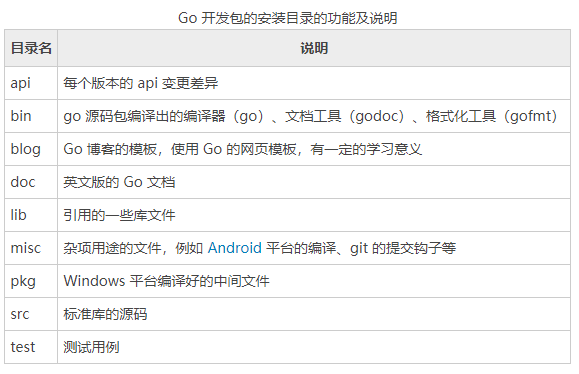 Go 开发包的安装目录的功能及说明
目录名 说明
api 每个版本的 api 变更差异
bin go 源码包编译出的编译器（go）、文档工具（godoc）、格式化工具（gofmt）
blog Go 博客的模板，使用 Go 的网页模板，有一定的学习意义
doc 英文版的 Go 文档
lib 引用的一些库文件
misc 杂项用途的文件，例如 Android 平台的编译、git 的提交钩子等
pkg Windows 平台编译好的中间文件
src 标准库的源码
test 测试用例